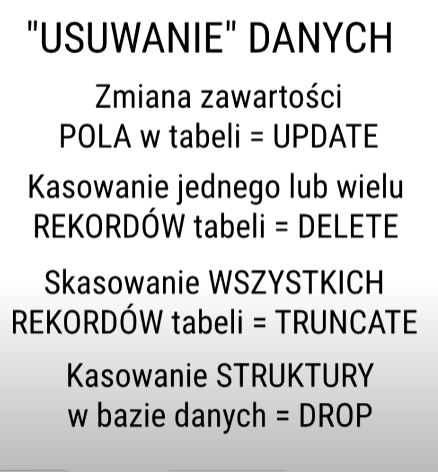 "USUWANIE" DANYCH
Zmiana zawartości
POLA w tabeli = UPDATE
Kasowanie jednego lub wielu
REKORDÓW tabeli = DELETE
Skasowanie WSZYSTKICH
REKORDÓW tabeli = TRUNCATE
Kasowanie STRUKTURY
w bazie danych = DROP